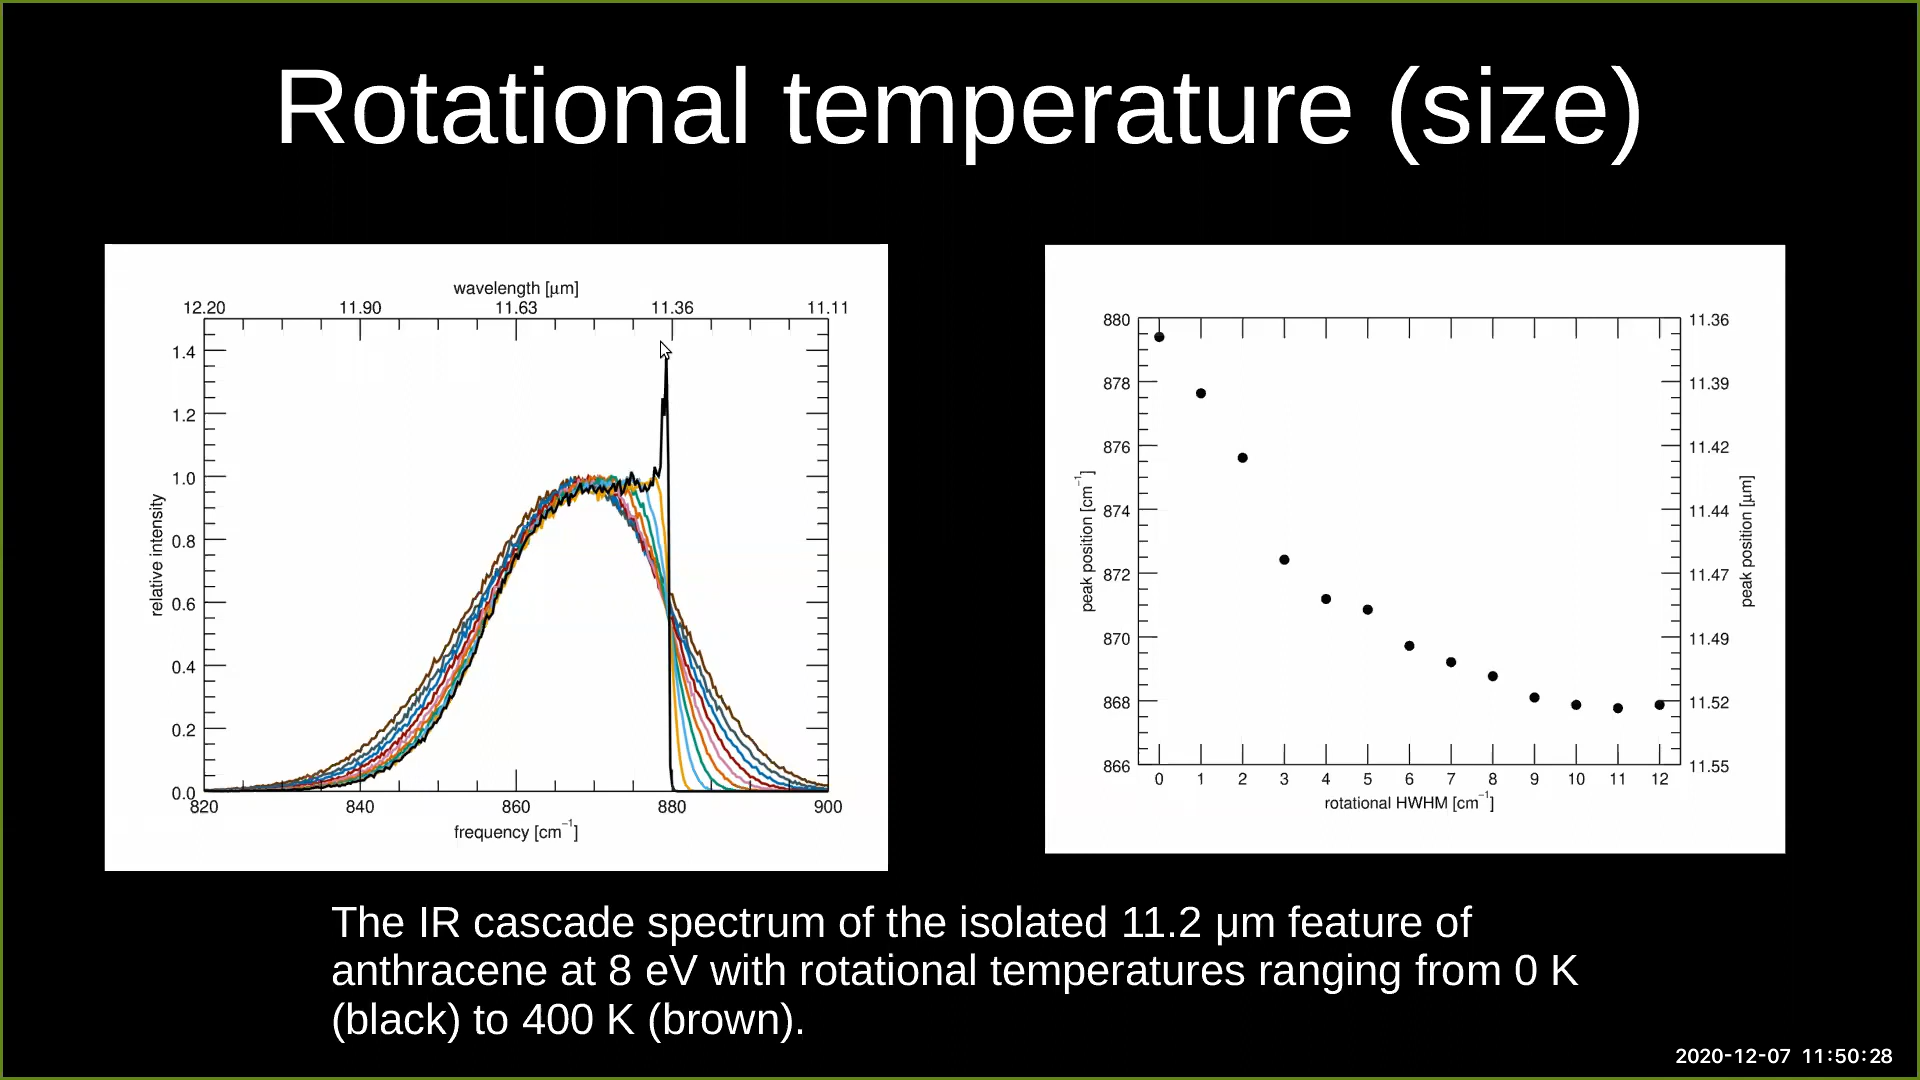 Rotational temperature (size)
wavelength [μm]
12.20 11.90 11.63 11.36 11.11
1.4
1.2
1.0
0.8
0.6
0.4
0.2
0.0
relative intensity
820 840 860 880 900
frequency [cm⁻¹]
880
878
876
874
872
870
868
866
peak position [cm⁻¹]
11.36
11.39
11.42
11.44
11.47
11.49
11.52
11.55
peak position [μm]
0 1 2 3 4 5 6 7 8 9 10 11 12
rotational HWHM [cm⁻¹]
The IR cascade spectrum of the isolated 11.2 μm feature of
anthracene at 8 eV with rotational temperatures ranging from 0 K
(black) to 400 K (brown).
2020-12-07 11:50:28